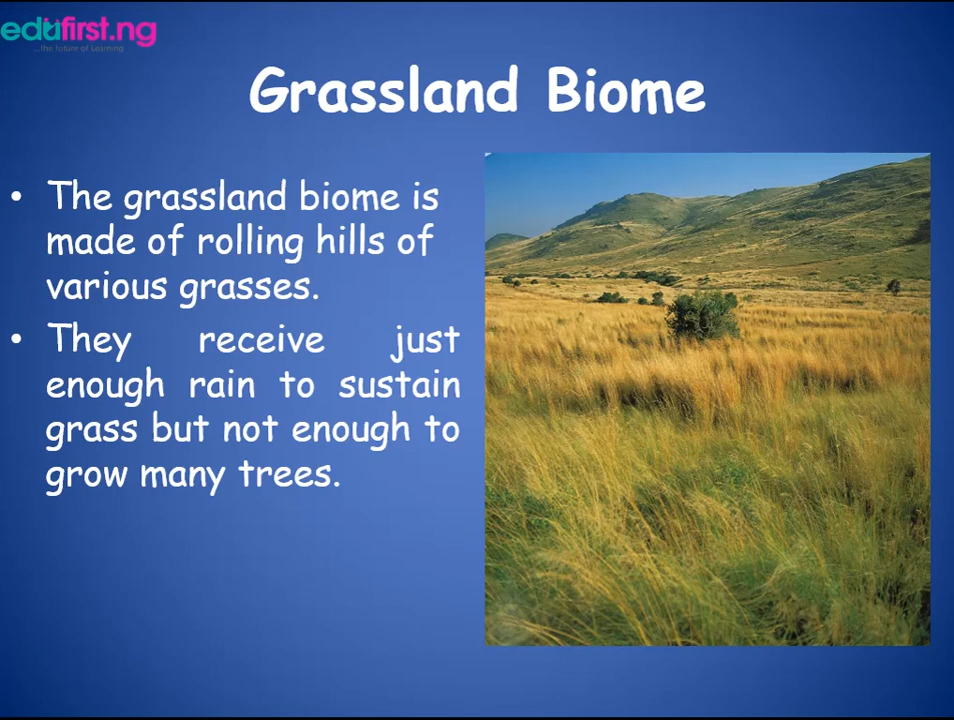 edufirst.ng
...the future of Learning
Grassland Biome
• The grassland biome is
made of rolling hills of
various grasses.
• They receive just
enough rain to sustain
grass but not enough to
grow many trees.